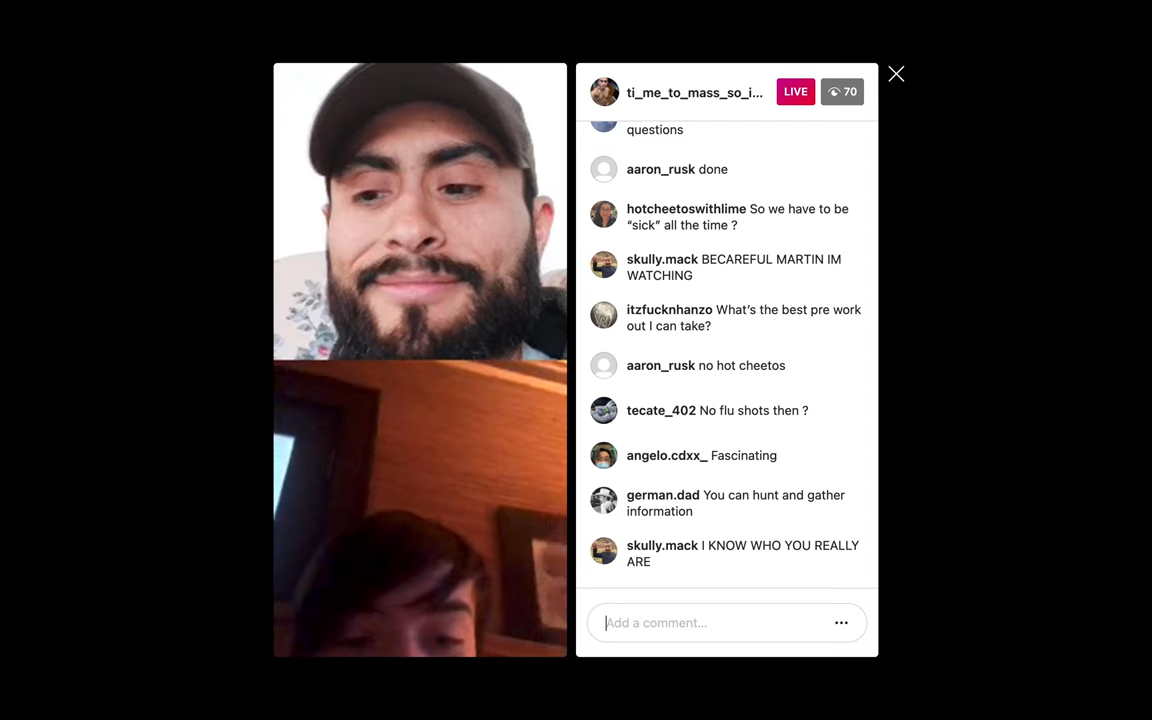 ti_me_to_mass_so_i...
LIVE
70
questions
aaron_rusk done
hotcheetoswithlime So we have to be
“sick” all the time ?
skully.mack BECAREFUL MARTIN IM
WATCHING
itzfucknhanzo What’s the best pre work
out I can take?
aaron_rusk no hot cheetos
tecate_402 No flu shots then ?
angelo.cdxx_ Fascinating
german.dad You can hunt and gather
information
skully.mack I KNOW WHO YOU REALLY
ARE
Add a comment...